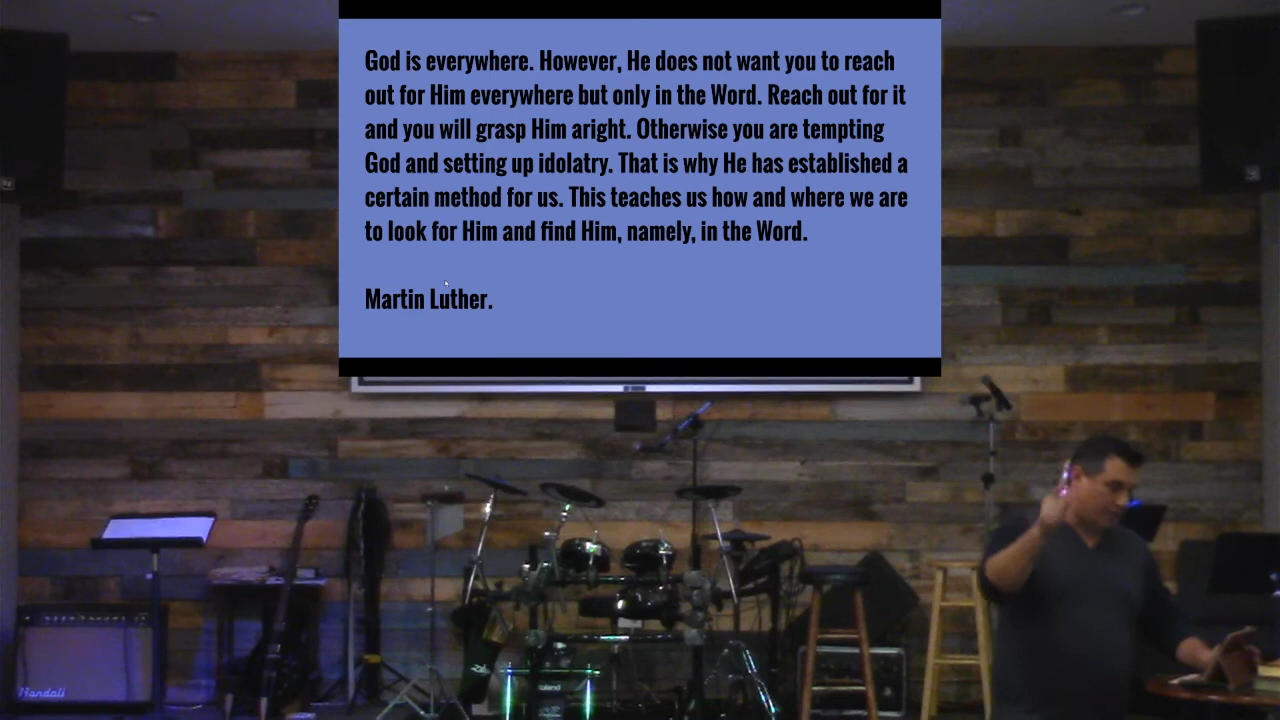 God is everywhere. However, He does not want you to reach
out for Him everywhere but only in the Word. Reach out for it
and you will grasp Him aright. Otherwise you are tempting
God and setting up idolatry. That is why He has established a
certain method for us. This teaches us how and where we are
to look for Him and find Him, namely, in the Word.
Martin Luther.
Randall
Roland